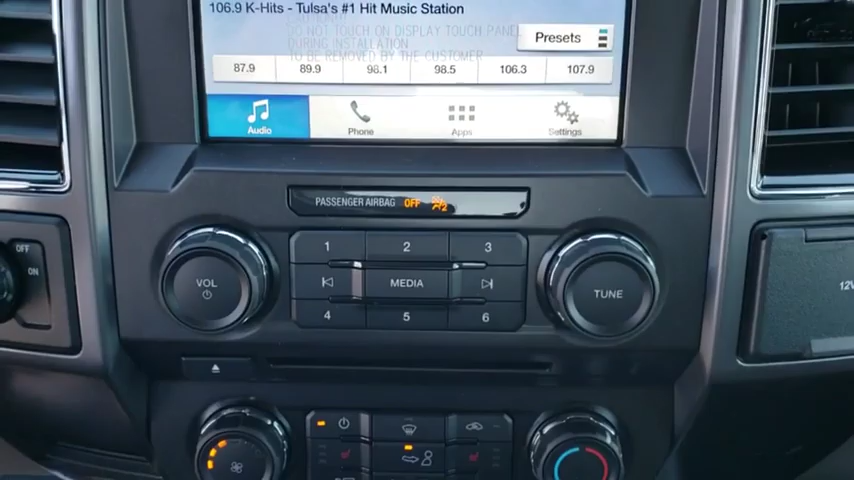 106.9 K-Hits - Tulsa's #1 Hit Music Station
DO NOT TOUCH ON DISPLAY TOUCH PANEL
DURING INSTALLATION
TO BE REMOVED BY THE CUSTOMER
Presets
87.9 89.9 98.1 98.5 106.3 107.9
Audio Phone Apps Settings
PASSENGER AIRBAG OFF
OFF
ON
1 2 3
VOL MEDIA TUNE
4 5 6
12V